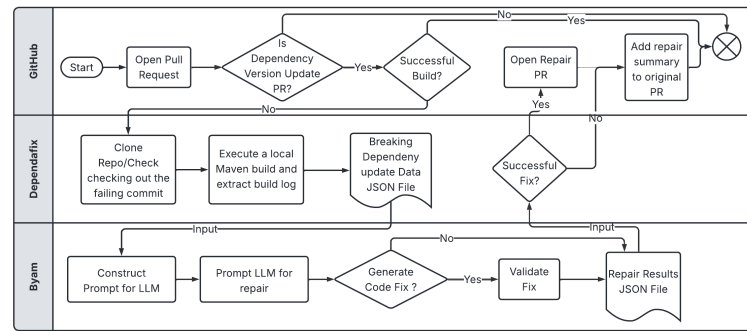 GitHub
Start
Open Pull
Request
Is
Dependency
Version Update
PR?
Yes
Successful
Build?
No
Yes
No
Open Repair
PR
Add repair
summary
to original
PR
Dependafix
Clone
Repo/Check
checking out the
failing commit
Execute a local
Maven build and
extract build log
Breaking
Dependeny
update Data
JSON File
Successful
Fix?
Yes
No
Input
Input
Byam
Construct
Prompt for LLM
Prompt LLM for
repair
Generate
Code Fix ?
No
Yes
Validate
Fix
Repair Results
JSON File